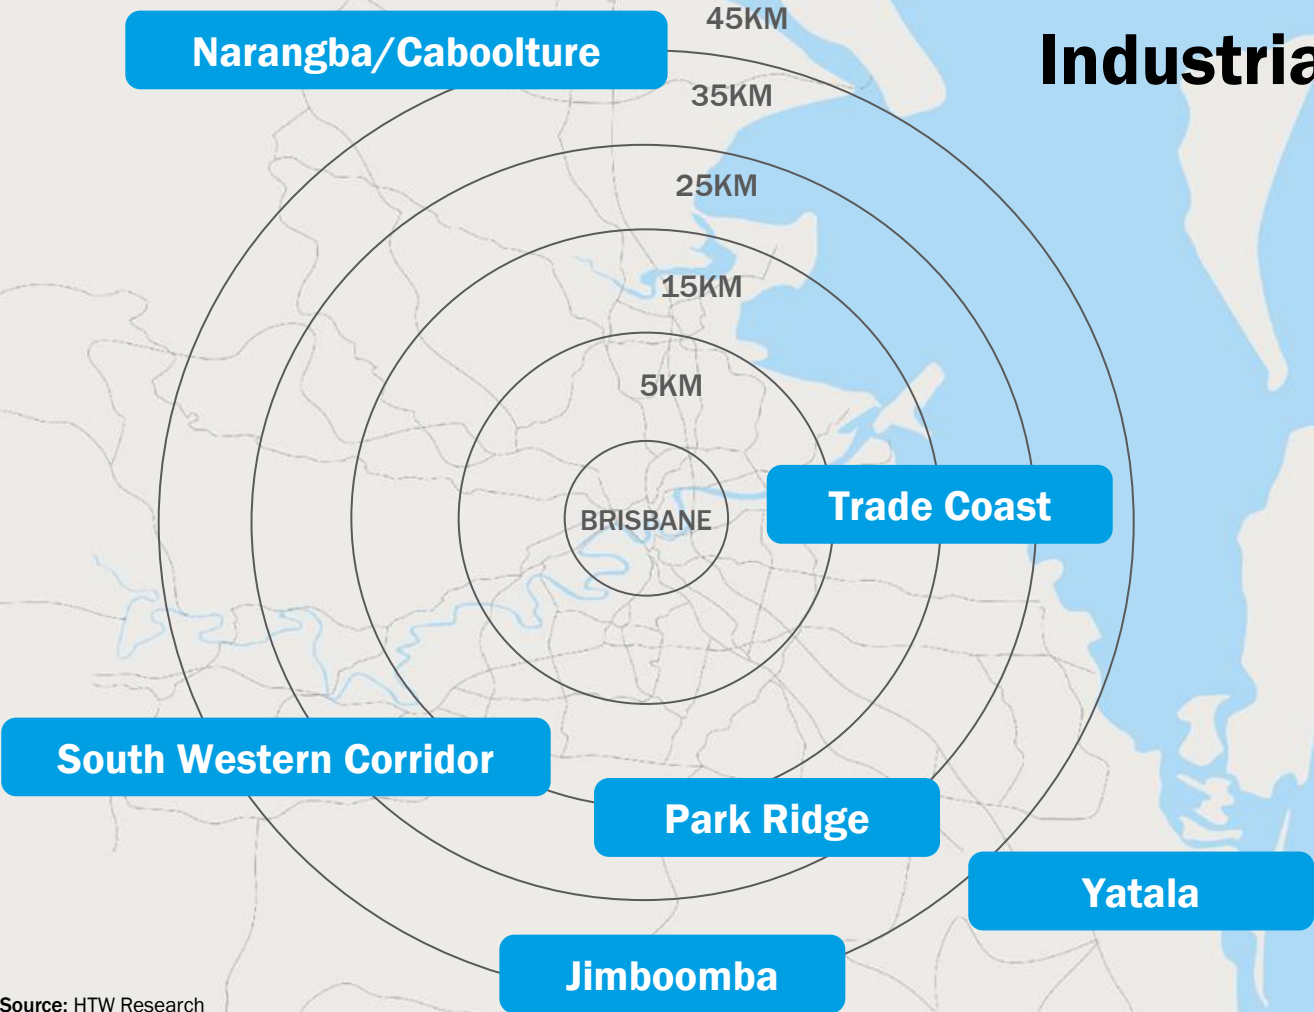 45KM
Narangba/Caboolture
Industria
35KM
25KM
15KM
5KM
Trade Coast
BRISBANE
South Western Corridor
Park Ridge
Yatala
Jimboomba
Source: HTW Research